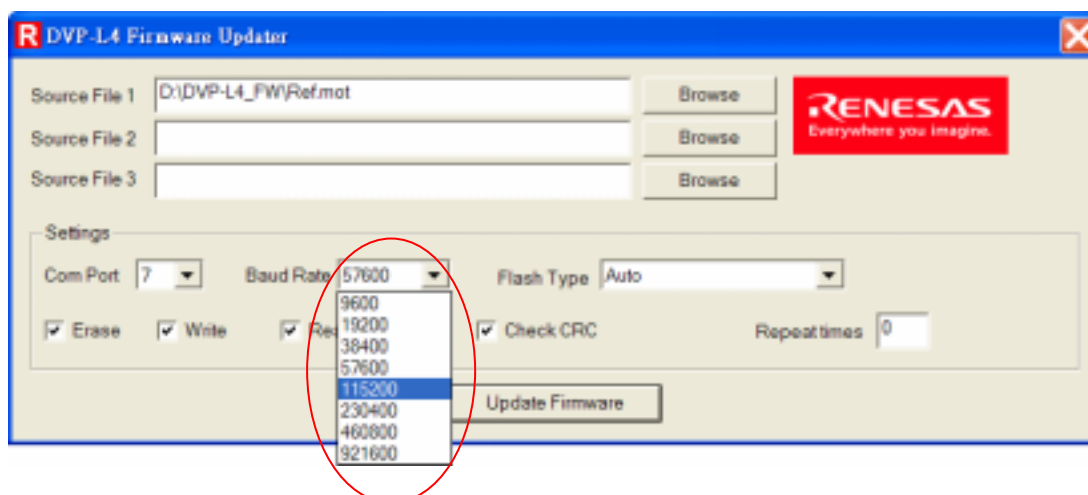 R DVP-L4 Firmware Updater
Source File 1 D:\DVP-L4_FW\Ref.mot Browse
RENESAS
Everywhere you imagine.
Source File 2 Browse
Source File 3 Browse
Settings
Com Port 7 Baud Rate 57600 Flash Type Auto
9600
19200
38400
57600
115200
230400
460800
921600
Erase Write Check CRC Repeat times 0
Update Firmware